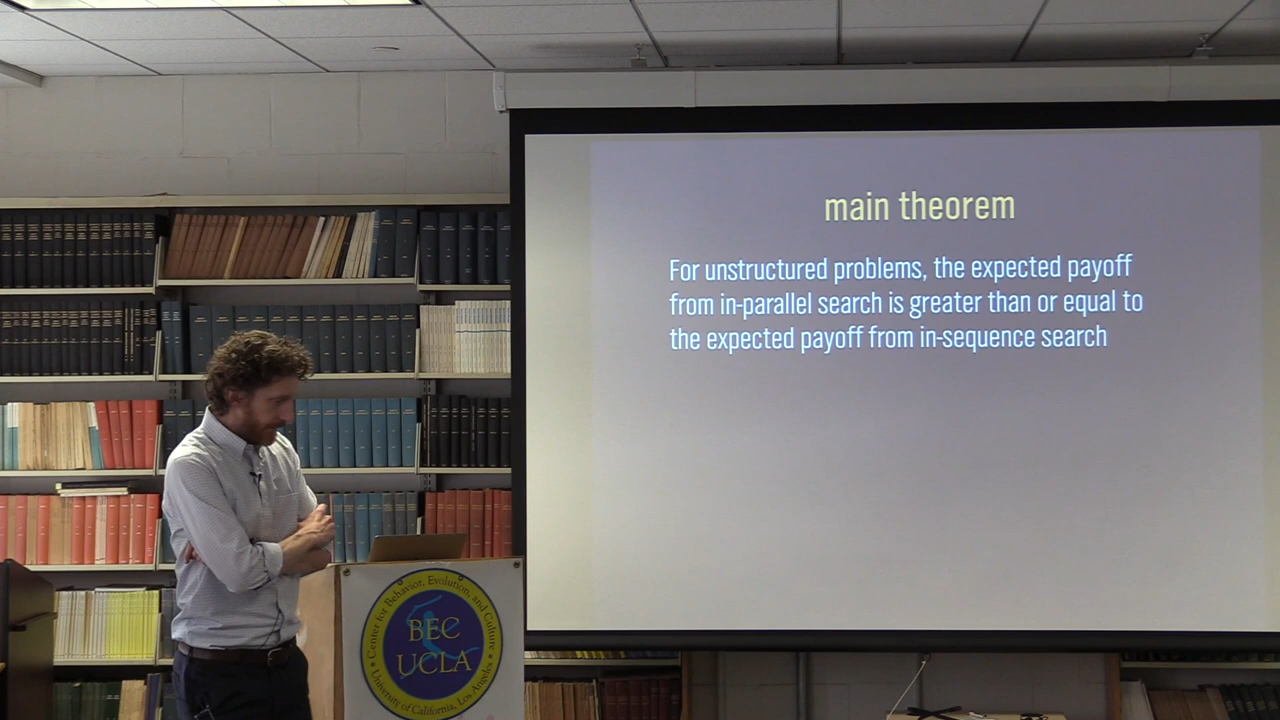 main theorem
For unstructured problems, the expected payoff
from in-parallel search is greater than or equal to
the expected payoff from in-sequence search
Center for Behavior, Evolution, and Culture
BEC
UCLA
University of California, Los Angeles